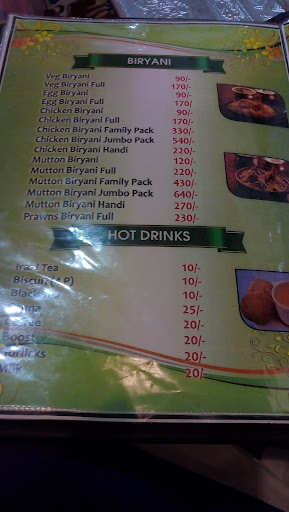 BIRYANI
Veg Biryani 90/-
Veg Biryani Full 170/-
Egg Biryani 90/-
Egg Biryani Full 170/
Chicken Biryani 90/-
Chicken Biryani Full 170/-
Chicken Biryani Family Pack 330/-
Chicken Biryani Jumbo Pack 540/-
Chicken Biryani Handi 220/-
Mutton Biryani 120/-
Mutton Biryani Full 220/-
Mutton Biryani Family Pack 430/-
Mutton Biryani Jumbo Pack 640/-
Mutton Biryani Handi 270/-
Prawns Biryani Full 230/-
HOT DRINKS
Tea 10/-
Biscuit 10/-
10/-
25/-
20/-
Boost 20/-
20/-
20/-